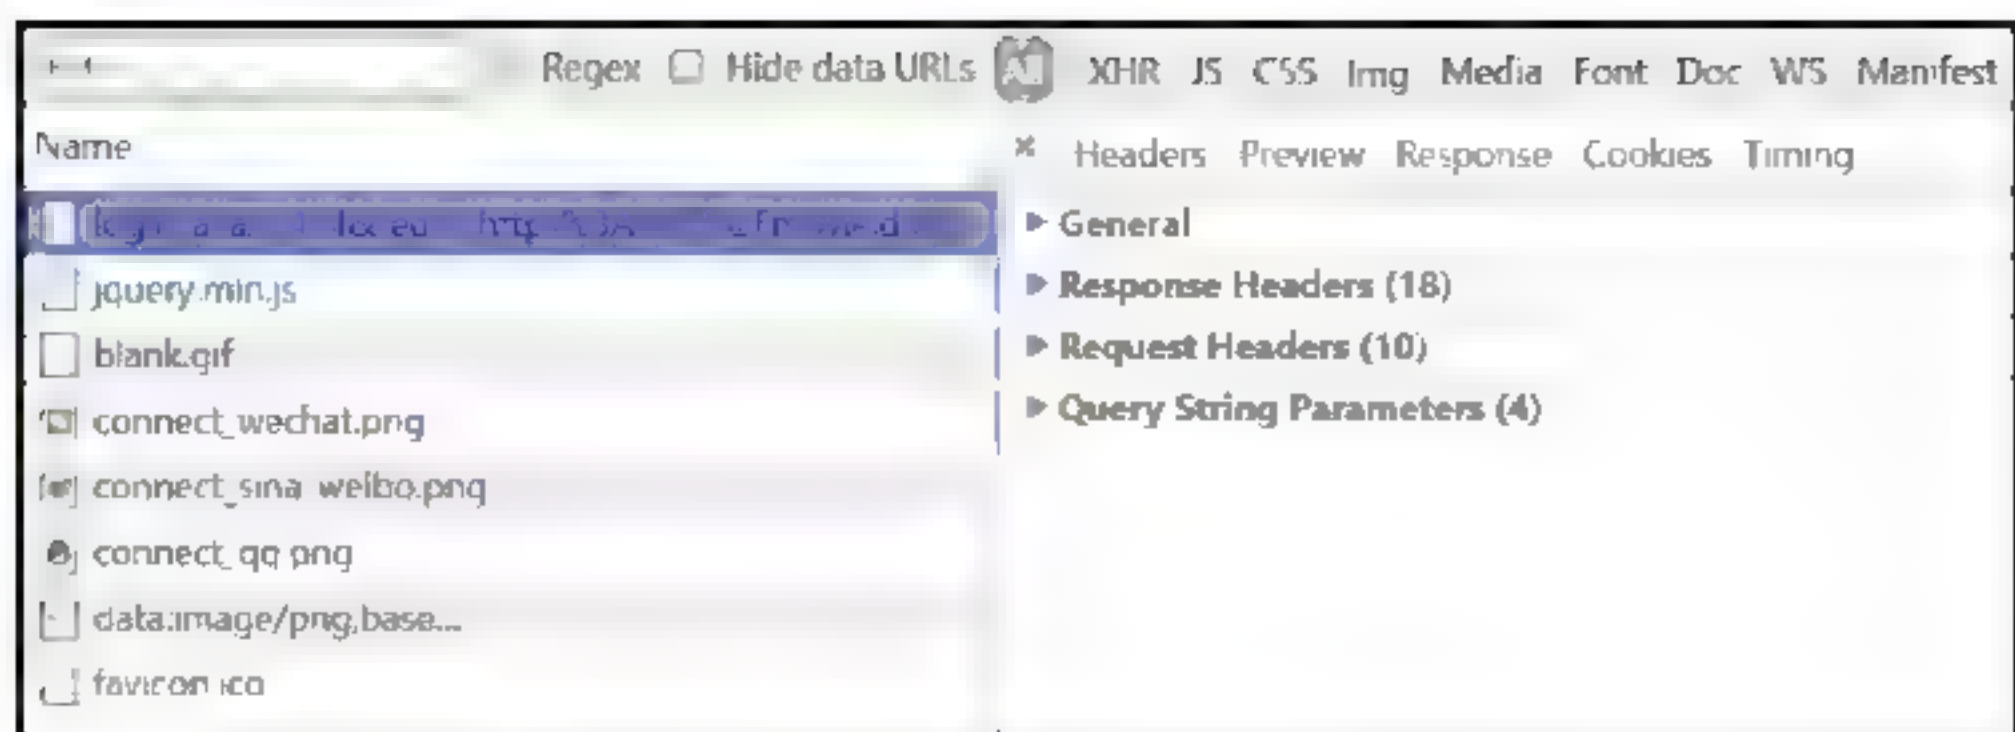 Regex Hide data URLs All XHR JS CSS Img Media Font Doc WS Manifest
Name
Headers Preview Response Cookies Timing
General
jquery.min.js
Response Headers (18)
blank.gif
Request Headers (10)
connect_wechat.png
Query String Parameters (4)
connect_sina_weibo.png
connect_qq.png
data:image/png;base...
favicon.ico